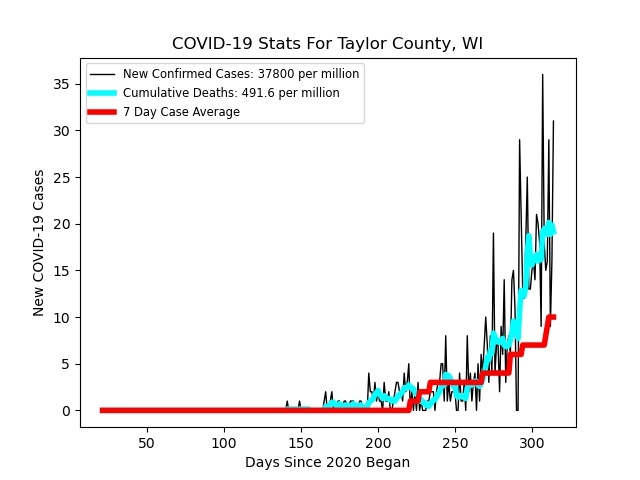 COVID-19 Stats For Taylor County, WI
New Confirmed Cases: 37800 per million
Cumulative Deaths: 491.6 per million
7 Day Case Average
New COVID-19 Cases
35
30
25
20
15
10
5
0
50 100 150 200 250 300
Days Since 2020 Began